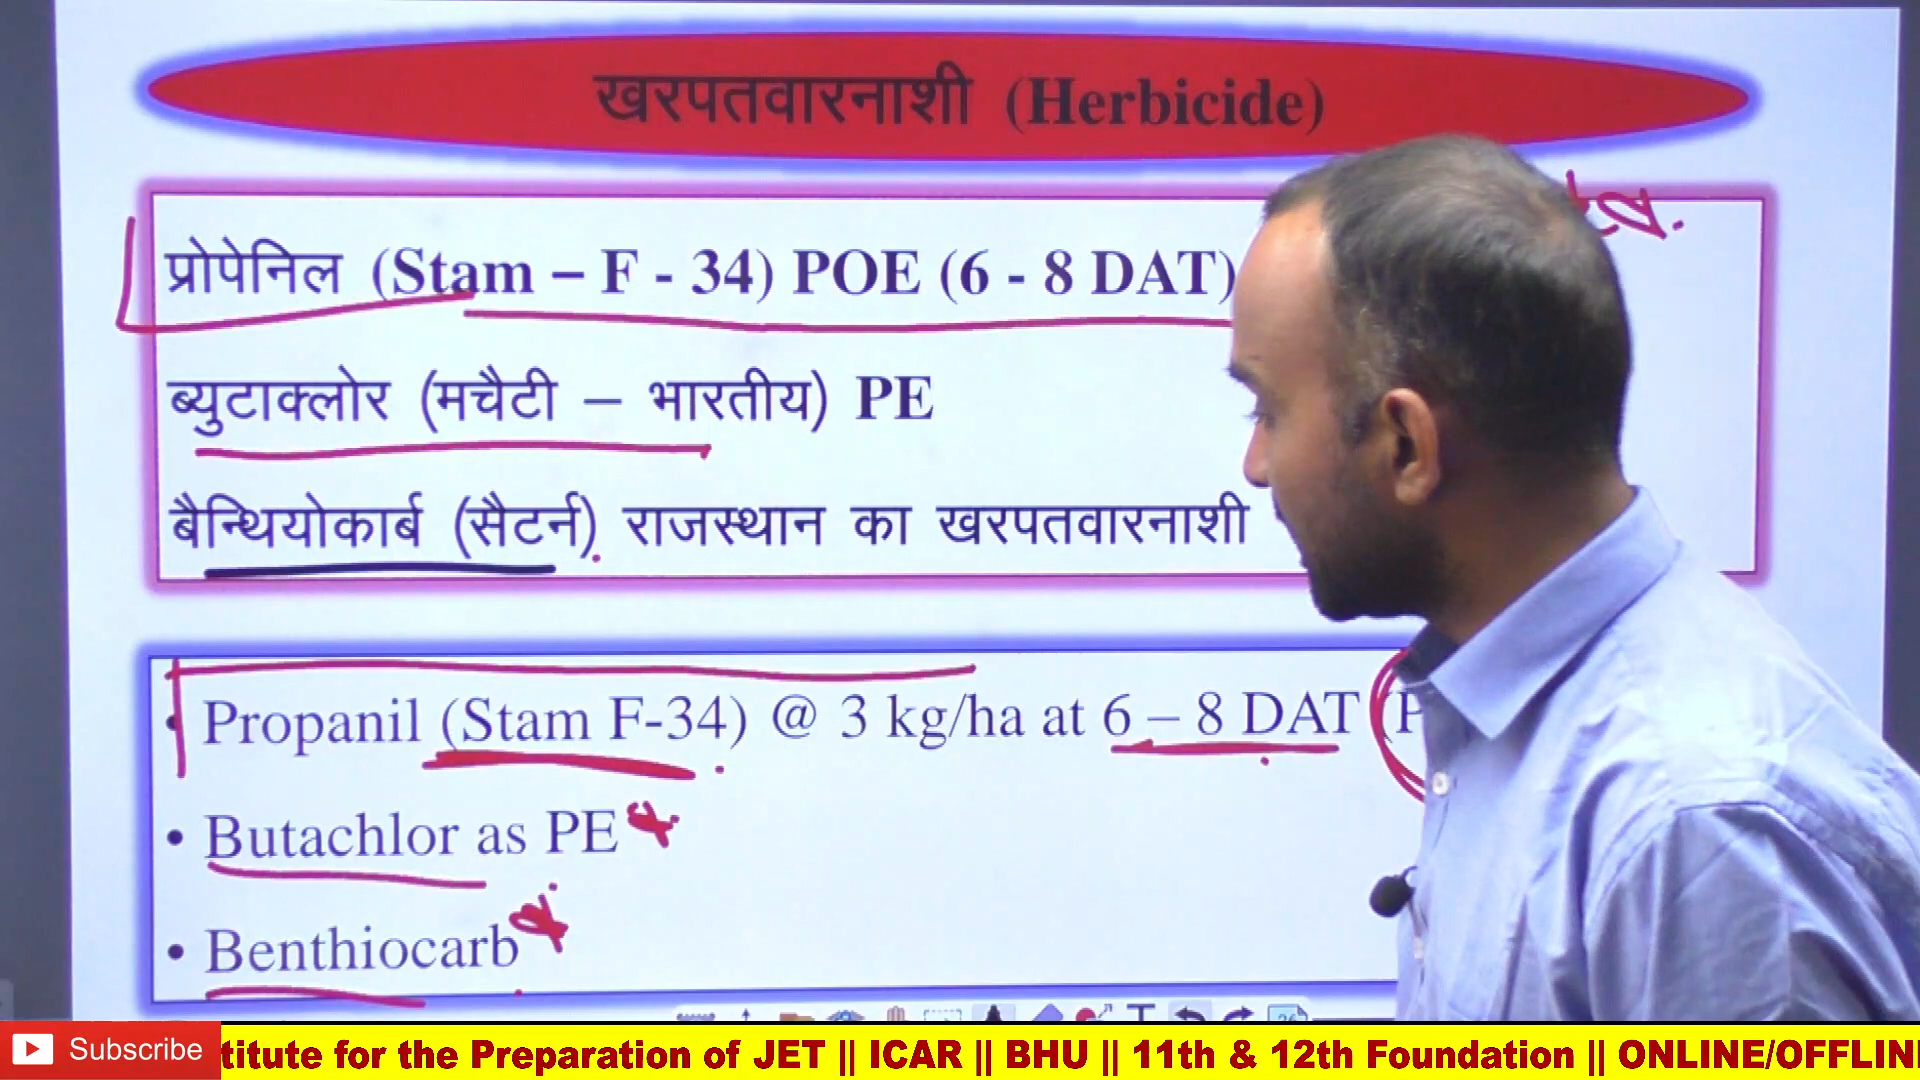 खरपतवारनाशी (Herbicide)
प्रोपेनिल (Stam – F - 34) POE (6 - 8 DAT)
ब्युटाक्लोर (मचैटी – भारतीय) PE
बैन्थियोकार्ब (सैटर्न) राजस्थान का खरपतवारनाशी
• Propanil (Stam F-34) @ 3 kg/ha at 6 – 8 DAT (P
• Butachlor as PE
• Benthiocarb
Subscribe
titute for the Preparation of JET || ICAR || BHU || 11th & 12th Foundation || ONLINE/OFFLIN